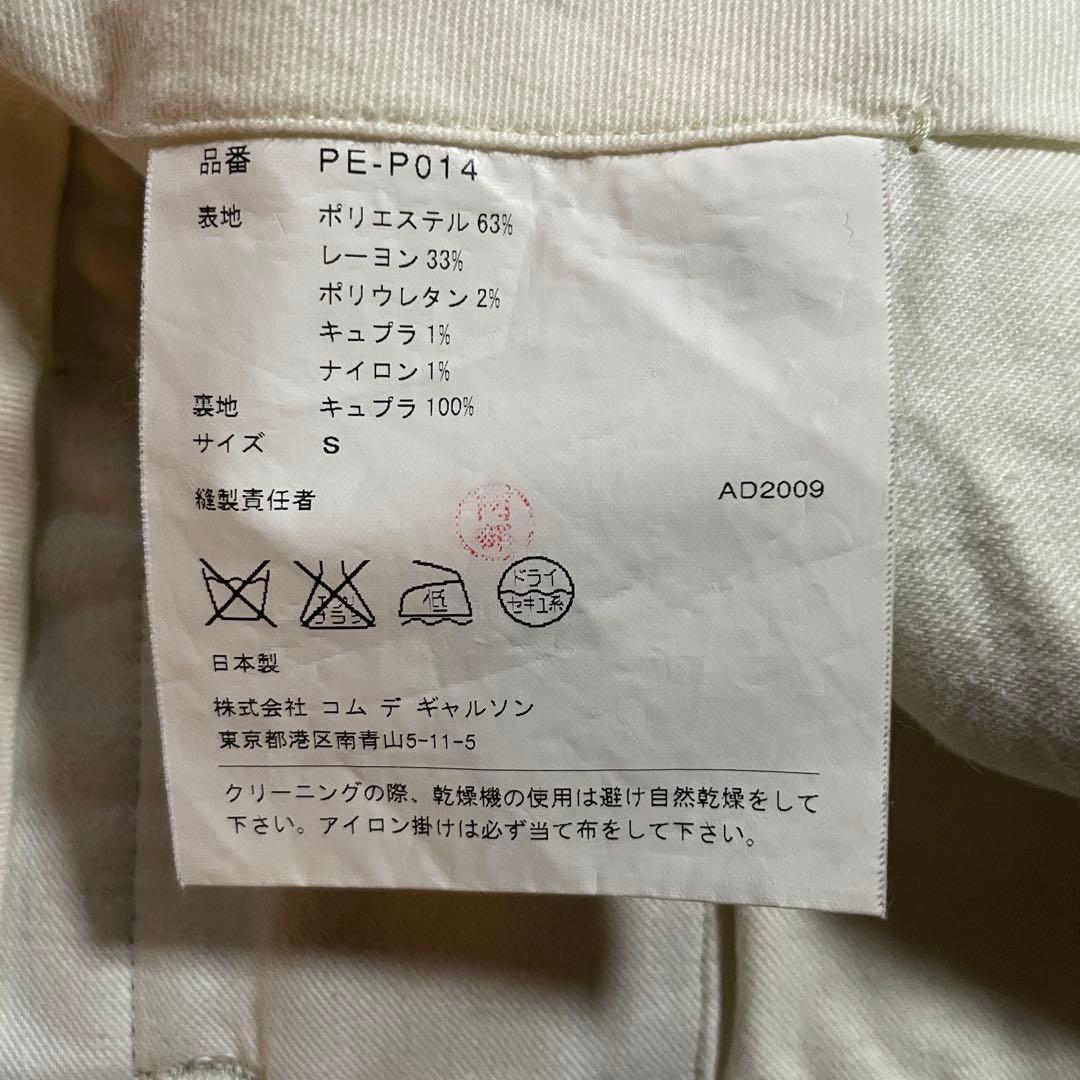 品番 PE-P014
表地 ポリエステル 63%
レーヨン 33%
ポリウレタン 2%
キュプラ 1%
ナイロン 1%
裏地 キュプラ 100%
サイズ S
縫製責任者
AD2009
低
ドライ
セキユ系
日本製
株式会社 コム デ ギャルソン
東京都港区南青山5-11-5
クリーニングの際、乾燥機の使用は避け自然乾燥をして
下さい。アイロン掛けは必ず当て布をして下さい。